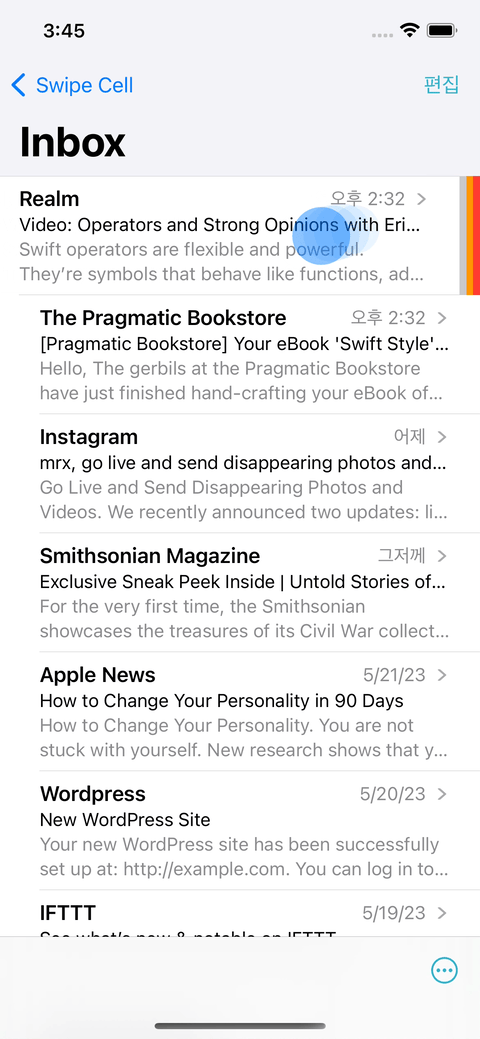 3:45
Swipe Cell
편집
Inbox
Realm 오후 2:32
Video: Operators and Strong Opinions with Eri...
Swift operators are flexible and powerful.
They’re symbols that behave like functions, ad...
The Pragmatic Bookstore 오후 2:32
[Pragmatic Bookstore] Your eBook 'Swift Style'...
Hello, The gerbils at the Pragmatic Bookstore
have just finished hand-crafting your eBook of...
Instagram 어제
mrx, go live and send disappearing photos and...
Go Live and Send Disappearing Photos and
Videos. We recently announced two updates: li...
Smithsonian Magazine 그저께
Exclusive Sneak Peek Inside | Untold Stories of...
For the very first time, the Smithsonian
showcases the treasures of its Civil War collect...
Apple News 5/21/23
How to Change Your Personality in 90 Days
How to Change Your Personality. You are not
stuck with yourself. New research shows that y...
Wordpress 5/20/23
New WordPress Site
Your new WordPress site has been successfully
set up at: http://example.com. You can log in to...
IFTTT 5/19/23
See what’s new & notable on IFTTT